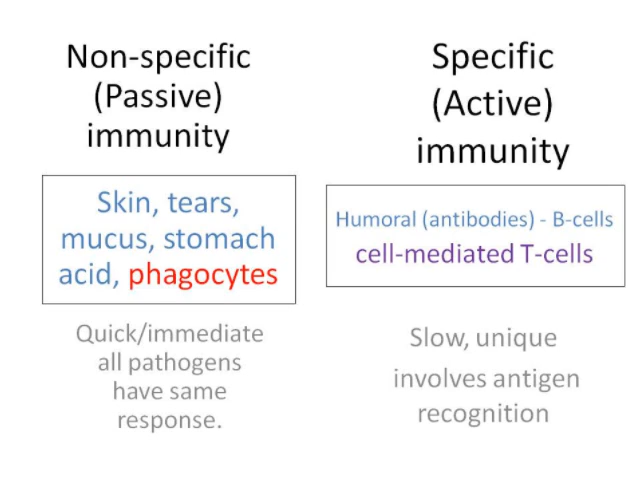 Non-specific
(Passive)
immunity
Skin, tears,
mucus, stomach
acid, phagocytes
Quick/immediate
all pathogens
have same
response.
Specific
(Active)
immunity
Humoral (antibodies) - B-cells
cell-mediated T-cells
Slow, unique
involves antigen
recognition